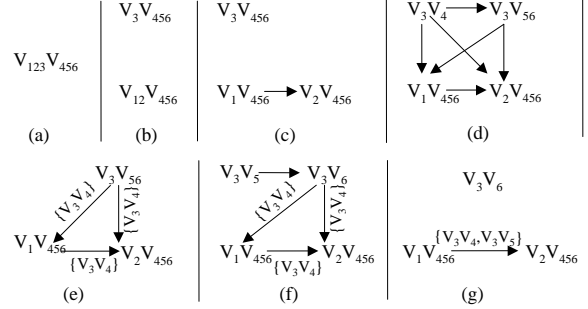 V₁₂₃V₄₅₆
(a)
V₃V₄₅₆
V₁₂V₄₅₆
(b)
V₃V₄₅₆
V₁V₄₅₆ V₂V₄₅₆
(c)
V₃V₄ V₃V₅₆
V₁V₄₅₆ V₂V₄₅₆
(d)
V₃V₅₆
{V₃V₄}
{V₃V₄}
V₁V₄₅₆ V₂V₄₅₆
{V₃V₄}
(e)
V₃V₅ V₃V₆
{V₃V₄}
{V₃V₄}
V₁V₄₅₆ V₂V₄₅₆
{V₃V₄}
(f)
V₃V₆
{V₃V₄,V₃V₅}
V₁V₄₅₆ V₂V₄₅₆
(g)